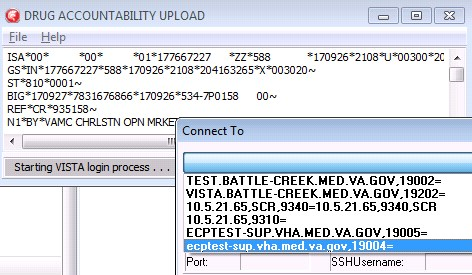 DRUG ACCOUNTABILITY UPLOAD
File Help
ISA*00* *00* *01*177667227 *ZZ*588 *170926*2108*U*00300*20
GS*IN*177667227*588*170926*2108*204163265*X*003020~
ST*810*0001~
BIG*170927*7831676866*170926*534-7P0158 00~
REF*CR*935158~
N1*BY*VAMC CHRLSTN OPN MRKE
Connect To
Starting VISTA login process . . .
TEST.BATTLE-CREEK.MED.VA.GOV,19002=
VISTA.BATTLE-CREEK.MED.VA.GOV,19202=
10.5.21.65,SCR,9340=10.5.21.65,9340,SCR
10.5.21.65,9310=
ECPTEST-SUP.VHA.MED.VA.GOV,19005=
ecptest-sup.vha.med.va.gov,19004=
Port: SSHUsername: